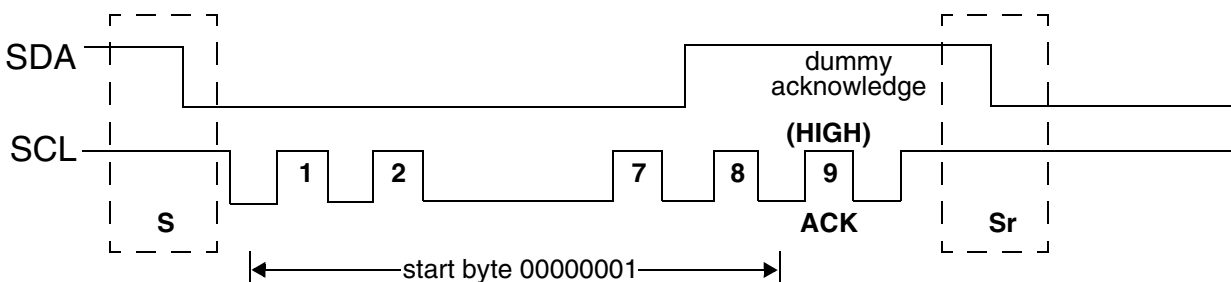 SDA
dummy
acknowledge
(HIGH)
SCL
1 2 7 8 9
S ACK Sr
start byte 00000001